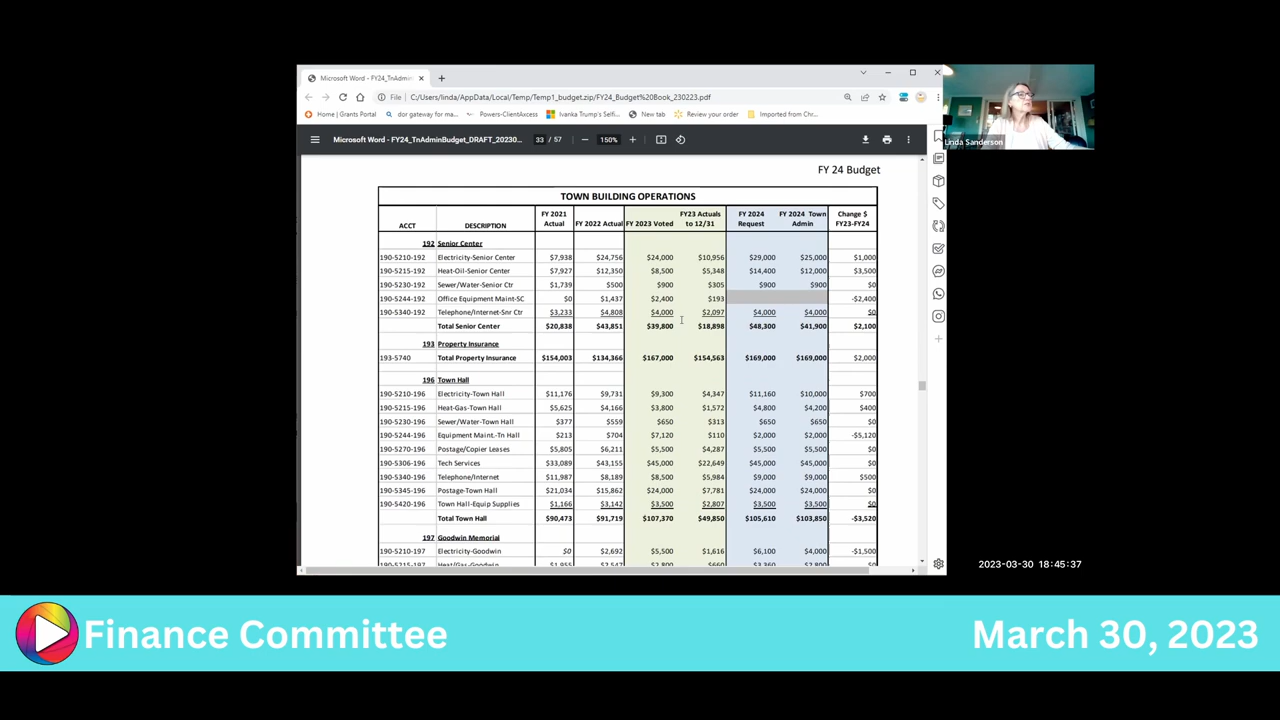 Microsoft Word - FY24_TnAdmin
File C:/Users/linda/AppData/Local/Temp/Temp1_budget.zip/FY24_Budget%20Book_230223.pdf
Home | Grants Portal dor gateway for ma... Powers-ClientAxcess Ivanka Trump's Selfi... New tab Review your order Imported from Chr...
Microsoft Word - FY24_TnAdminBudget_DRAFT_20230... 33 / 57 150%
Linda Sanderson
FY 24 Budget
TOWN BUILDING OPERATIONS
ACCT DESCRIPTION FY 2021 Actual FY 2022 Actual FY 2023 Voted FY23 Actuals to 12/31 FY 2024 Request FY 2024 Town Admin Change $ FY23-FY24
192 Senior Center
190-5210-192 Electricity-Senior Center $7,938 $24,756 $24,000 $10,956 $29,000 $25,000 $1,000
190-5215-192 Heat-Oil-Senior Center $7,927 $12,350 $8,500 $5,348 $14,400 $12,000 $3,500
190-5230-192 Sewer/Water-Senior Ctr $1,739 $500 $900 $305 $900 $900 $0
190-5244-192 Office Equipment Maint-SC $0 $1,437 $2,400 $193 -$2,400
190-5340-192 Telephone/Internet-Snr Ctr $3,233 $4,808 $4,000 $2,097 $4,000 $4,000 $0
Total Senior Center $20,838 $43,851 $39,800 $18,898 $48,300 $41,900 $2,100
193 Property Insurance
193-5740 Total Property Insurance $154,003 $134,366 $167,000 $154,563 $169,000 $169,000 $2,000
196 Town Hall
190-5210-196 Electricity-Town Hall $11,176 $9,731 $9,300 $4,347 $11,160 $10,000 $700
190-5215-196 Heat-Gas-Town Hall $5,625 $4,166 $3,800 $1,572 $4,800 $4,200 $400
190-5230-196 Sewer/Water-Town Hall $377 $559 $650 $313 $650 $650 $0
190-5244-196 Equipment Maint.-Tn Hall $213 $704 $7,120 $110 $2,000 $2,000 -$5,120
190-5270-196 Postage/Copier Leases $5,805 $6,211 $5,500 $4,287 $5,500 $5,500 $0
190-5306-196 Tech Services $33,089 $43,155 $45,000 $22,649 $45,000 $45,000 $0
190-5340-196 Telephone/Internet $11,987 $8,189 $8,500 $5,984 $9,000 $9,000 $500
190-5345-196 Postage-Town Hall $21,034 $15,862 $24,000 $7,781 $24,000 $24,000 $0
190-5420-196 Town Hall-Equip Supplies $1,166 $3,142 $3,500 $2,807 $3,500 $3,500 $0
Total Town Hall $90,473 $91,719 $107,370 $49,850 $105,610 $103,850 -$3,520
197 Goodwin Memorial
190-5210-197 Electricity-Goodwin $0 $2,692 $5,500 $1,616 $6,100 $4,000 -$1,500
190-5215-197 Heat/Gas-Goodwin $1,955 $2,547 $2,800 $660 $3,360 $2,800
2023-03-30 18:45:37
Finance Committee
March 30, 2023